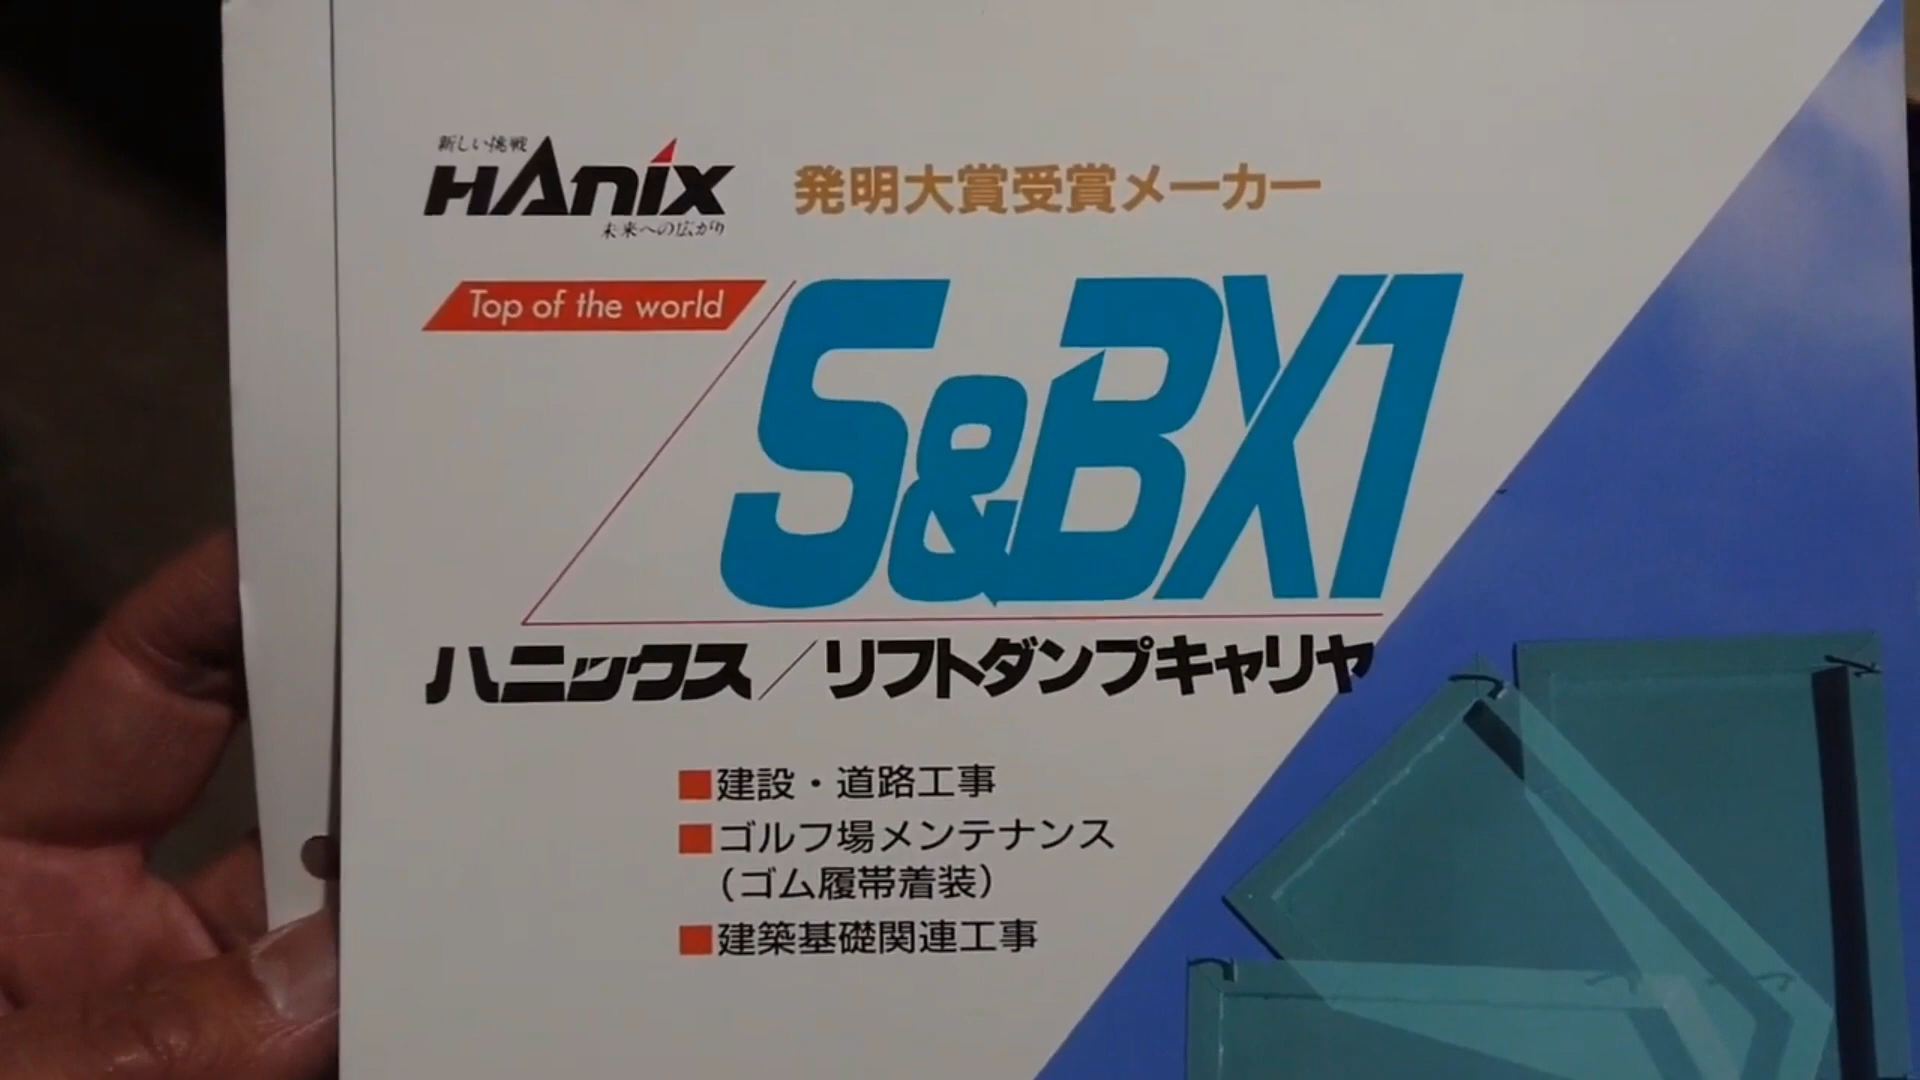 新しい挑戦
HAnix
未来への広がり
発明大賞受賞メーカー
Top of the world
S&BX1
ハニックス/リフトダンプキャリヤ
■建設・道路工事
■ゴルフ場メンテナンス
(ゴム履帯着装)
■建築基礎関連工事